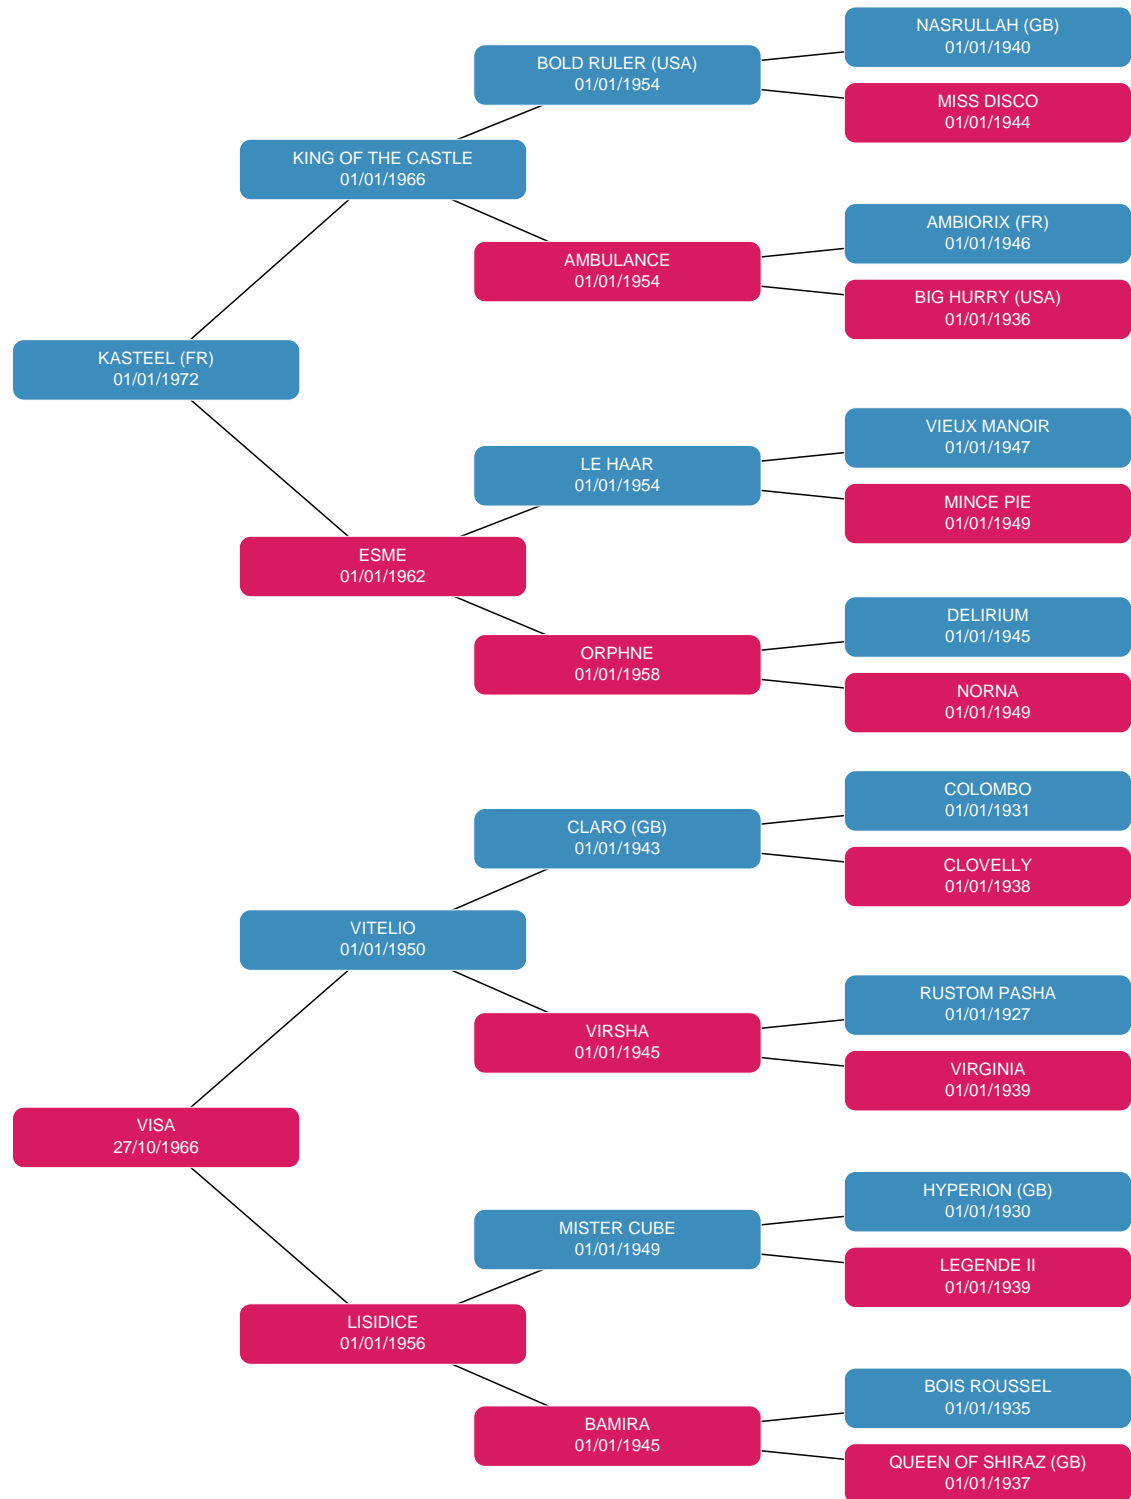 NASRULLAH (GB)
01/01/1940
BOLD RULER (USA)
01/01/1954
MISS DISCO
01/01/1944
KING OF THE CASTLE
01/01/1966
AMBIORIX (FR)
01/01/1946
AMBULANCE
01/01/1954
BIG HURRY (USA)
01/01/1936
KASTEEL (FR)
01/01/1972
VIEUX MANOIR
01/01/1947
LE HAAR
01/01/1954
MINCE PIE
01/01/1949
ESME
01/01/1962
DELIRIUM
01/01/1945
ORPHNE
01/01/1958
NORNA
01/01/1949
COLOMBO
01/01/1931
CLARO (GB)
01/01/1943
CLOVELLY
01/01/1938
VITELIO
01/01/1950
RUSTOM PASHA
01/01/1927
VIRSHA
01/01/1945
VIRGINIA
01/01/1939
VISA
27/10/1966
HYPERION (GB)
01/01/1930
MISTER CUBE
01/01/1949
LEGENDE II
01/01/1939
LISIDICE
01/01/1956
BOIS ROUSSEL
01/01/1935
BAMIRA
01/01/1945
QUEEN OF SHIRAZ (GB)
01/01/1937